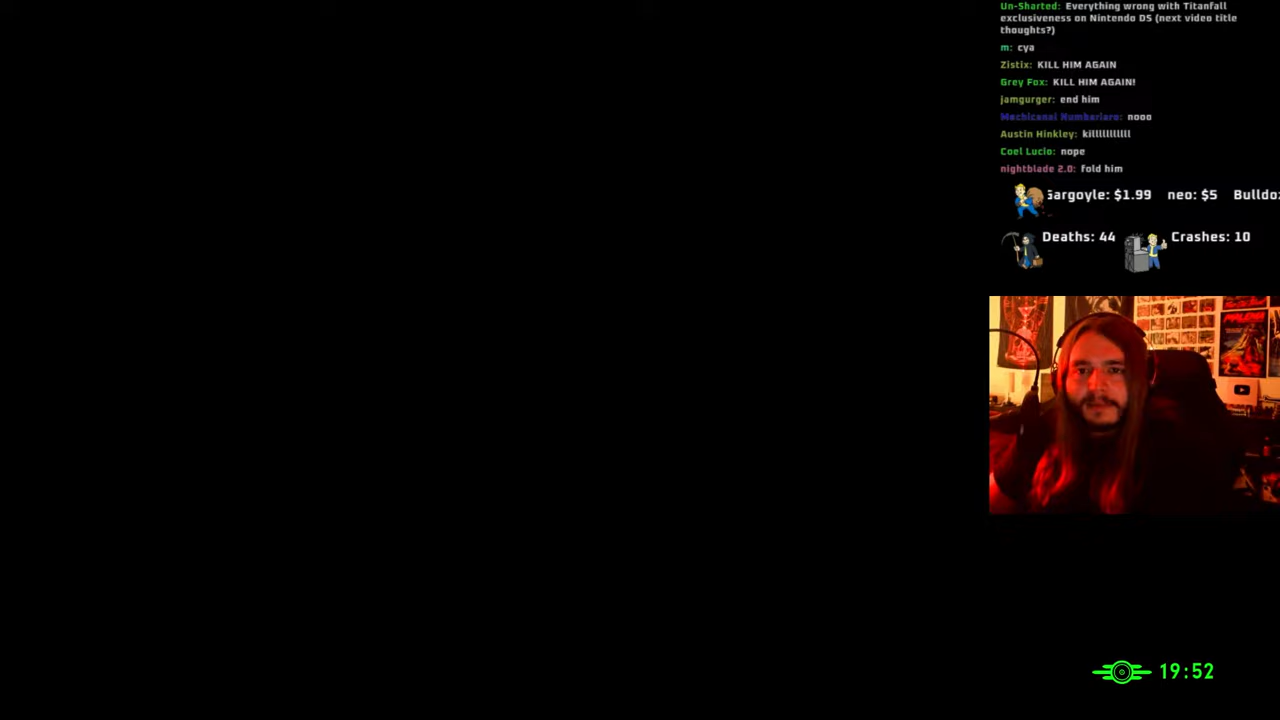 Un-Sharted: Everything wrong with Titanfall
exclusiveness on Nintendo DS (next video title
thoughts?)
m: cya
Zistix: KILL HIM AGAIN
Grey Fox: KILL HIM AGAIN!
jamgurger: end him
nooo
Austin Hinkley: killlllllllll
Coel Lucio: nope
nightblade 2.0: fold him
Gargoyle: $1.99 neo: $5 Bulldo
Deaths: 44 Crashes: 10
19:52